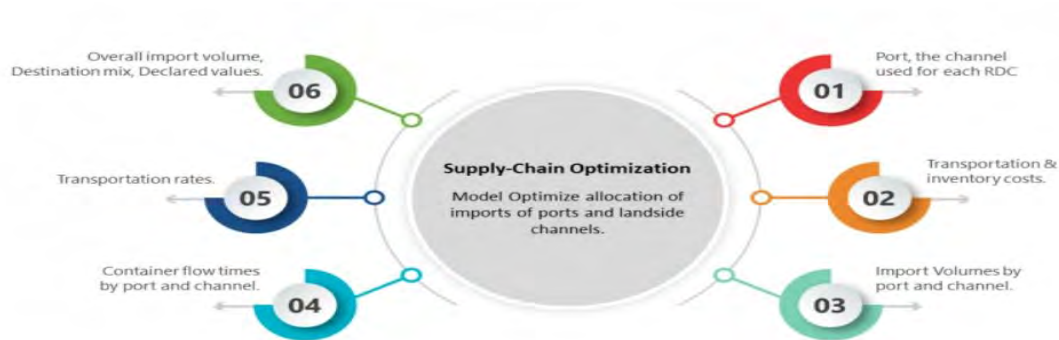 Overall import volume,
Destination mix, Declared values.
06
Port, the channel
used for each RDC
01
Supply-Chain Optimization
Model Optimize allocation of
imports of ports and landside
channels.
Transportation rates.
05
Transportation &
inventory costs.
02
Container flow times
by port and channel.
04
Import Volumes by
port and channel.
03